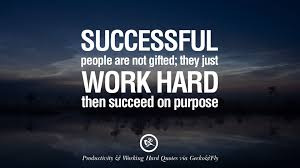 SUCCESSFUL
people are not gifted; they just
WORK HARD
then succeed on purpose
Productivity & Working Hard Quotes via Geeks&Fly